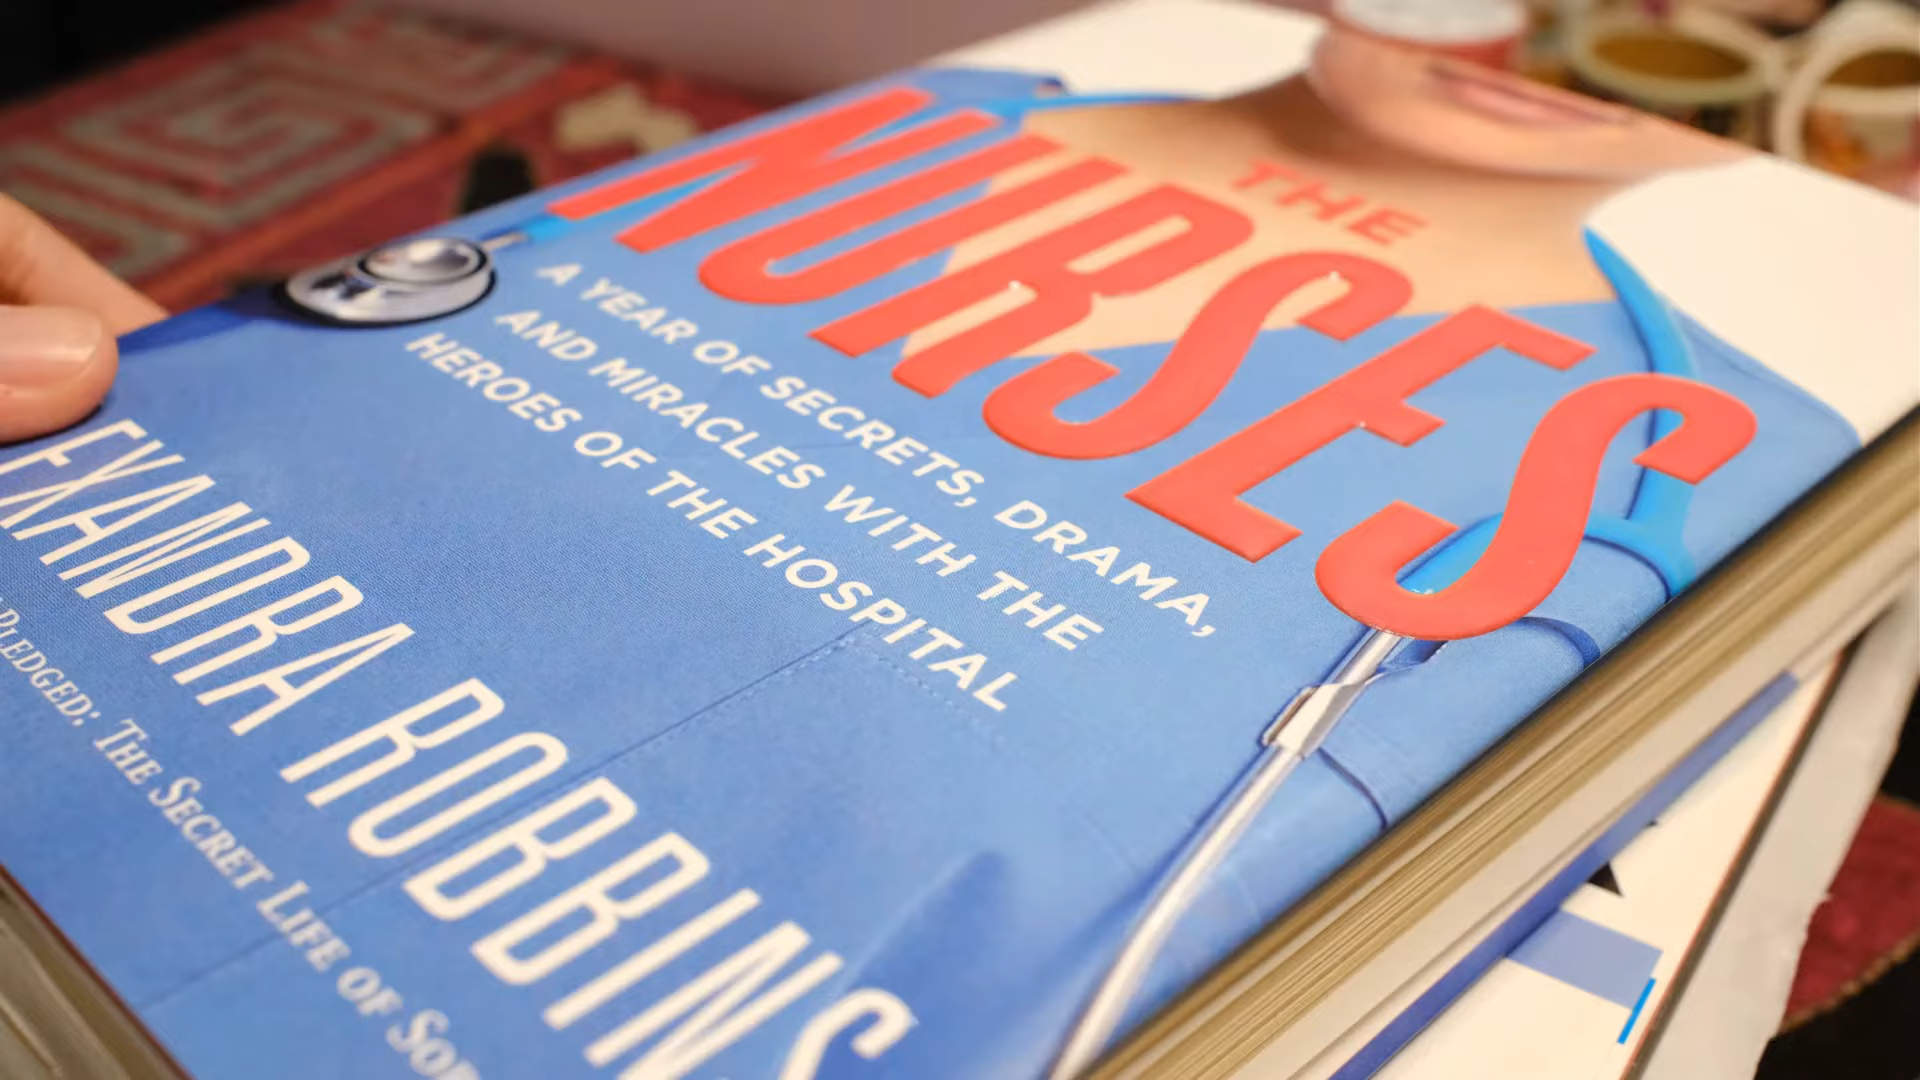 THE
NURSES
A YEAR OF SECRETS, DRAMA,
AND MIRACLES WITH THE
HEROES OF THE HOSPITAL
EXANDRA ROBBINS
PLEDGED: THE SECRET LIFE OF SOR